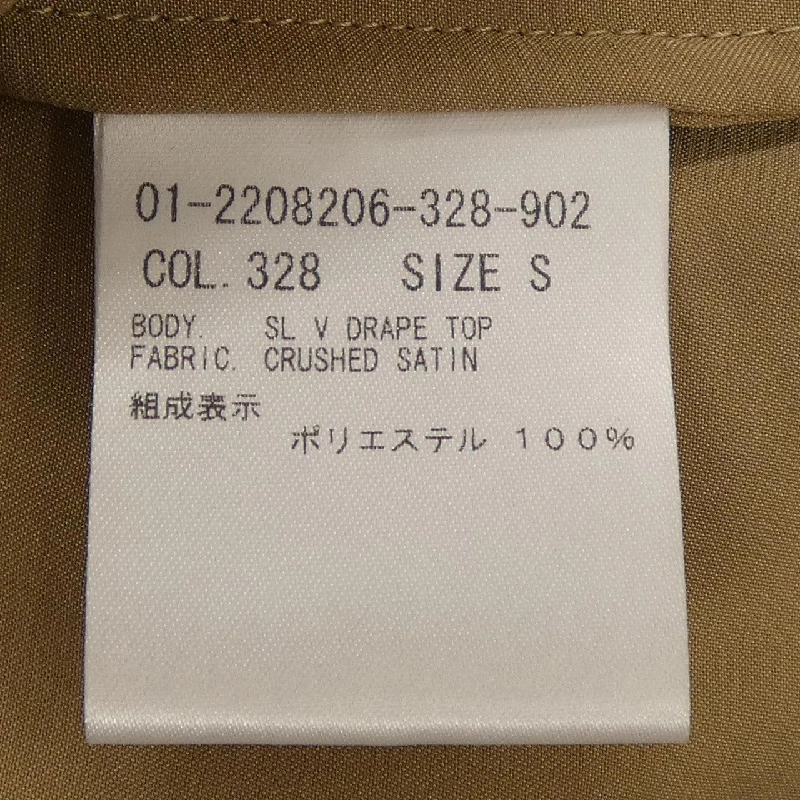 01-2208206-328-902
COL. 328 SIZE S
BODY. SL V DRAPE TOP
FABRIC. CRUSHED SATIN
組成表示
ポリエステル １００％